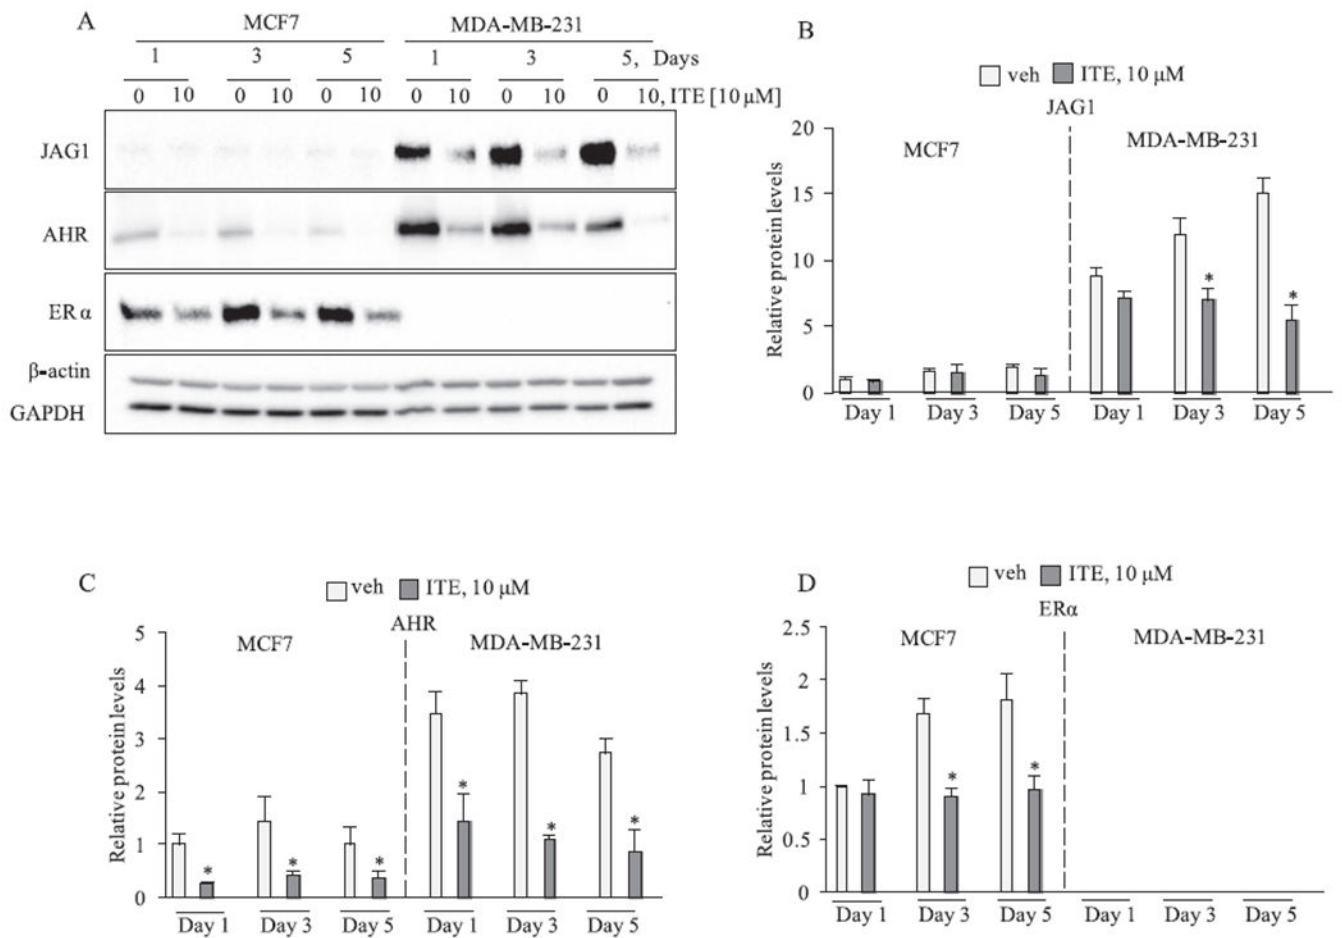 A
MCF7
MDA-MB-231
1
3
5
1
3
5, Days
0 10 0 10 0 10 0 10 0 10 0 10, ITE [10 μM]
JAG1
AHR
ER α
β-actin
GAPDH
B
veh ITE, 10 μM
JAG1
MCF7
MDA-MB-231
Relative protein levels
20
15
10
5
0
*
*
Day 1 Day 3 Day 5 Day 1 Day 3 Day 5
C
veh ITE, 10 μM
AHR
MCF7
MDA-MB-231
Relative protein levels
5
4
3
2
1
0
*
*
*
*
*
*
Day 1 Day 3 Day 5 Day 1 Day 3 Day 5
D
veh ITE, 10 μM
ERα
MCF7
MDA-MB-231
Relative protein levels
2.5
2
1.5
1
0.5
0
*
*
Day 1 Day 3 Day 5 Day 1 Day 3 Day 5